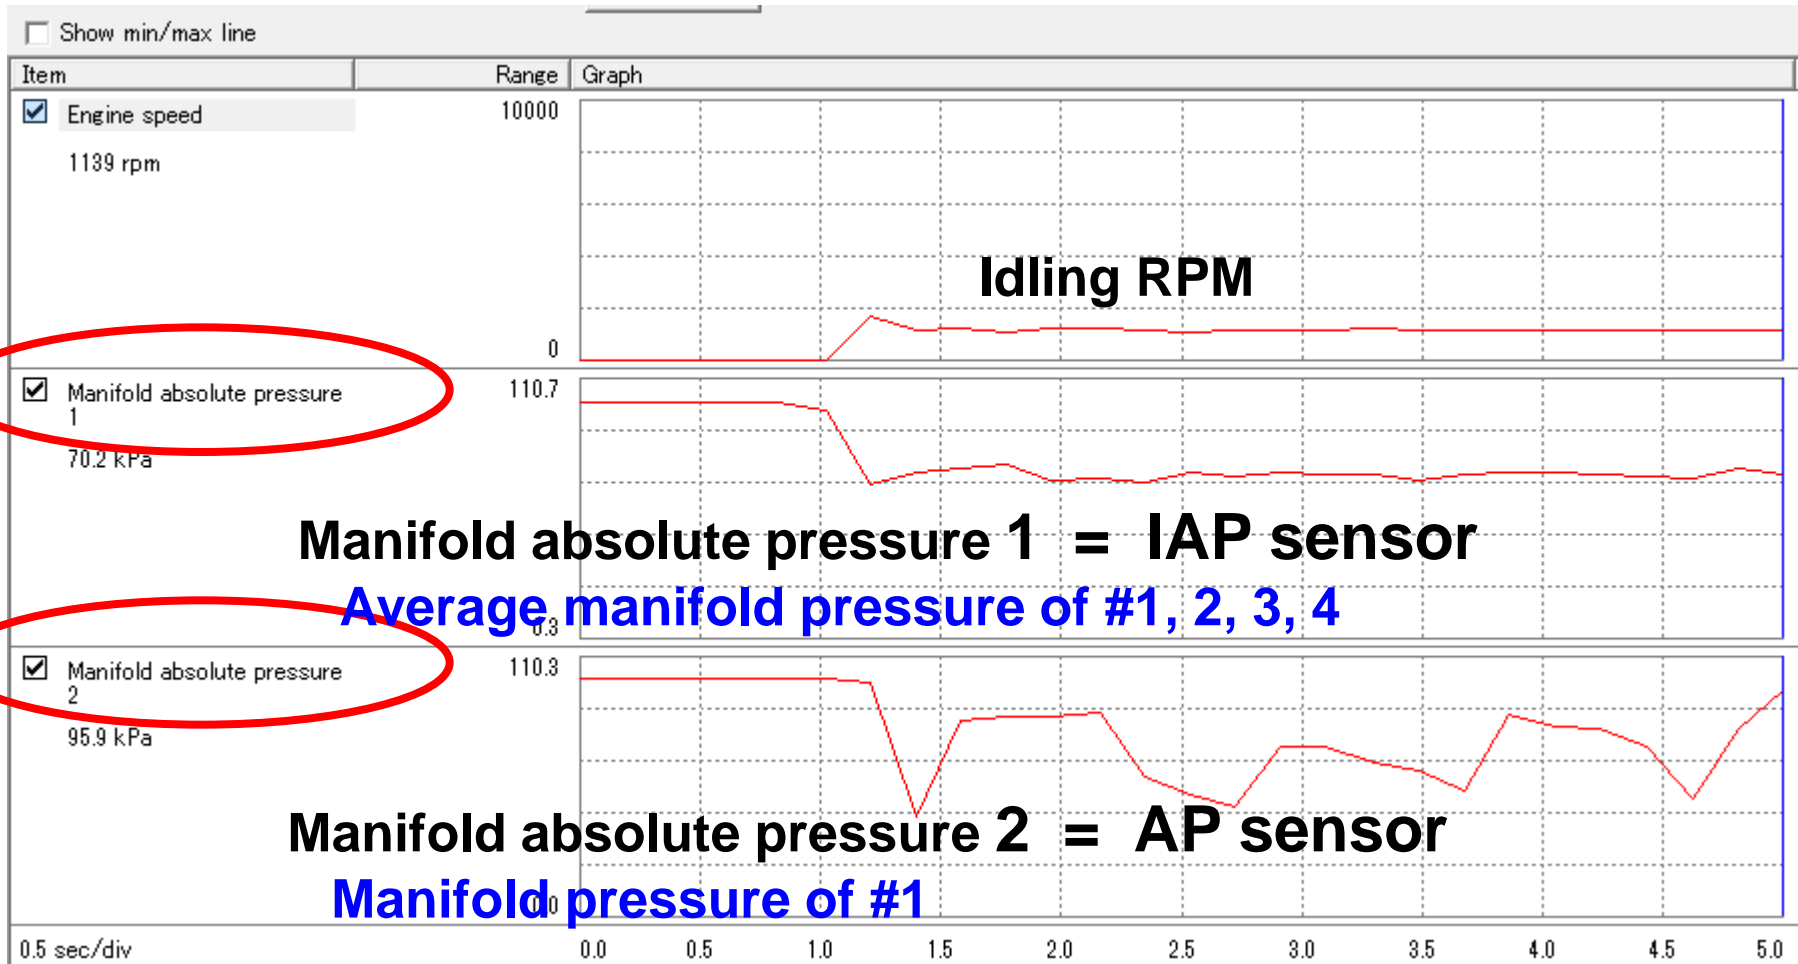 Show min/max line
Item Range Graph
Engine speed 10000
1139 rpm
Idling RPM
0
Manifold absolute pressure 110.7
1
70.2 kPa
Manifold absolute pressure 1 = IAP sensor
Average manifold pressure of #1, 2, 3, 4
0.3
Manifold absolute pressure 110.3
2
95.9 kPa
Manifold absolute pressure 2 = AP sensor
Manifold pressure of #1
0.5 sec/div 0.0 0.5 1.0 1.5 2.0 2.5 3.0 3.5 4.0 4.5 5.0